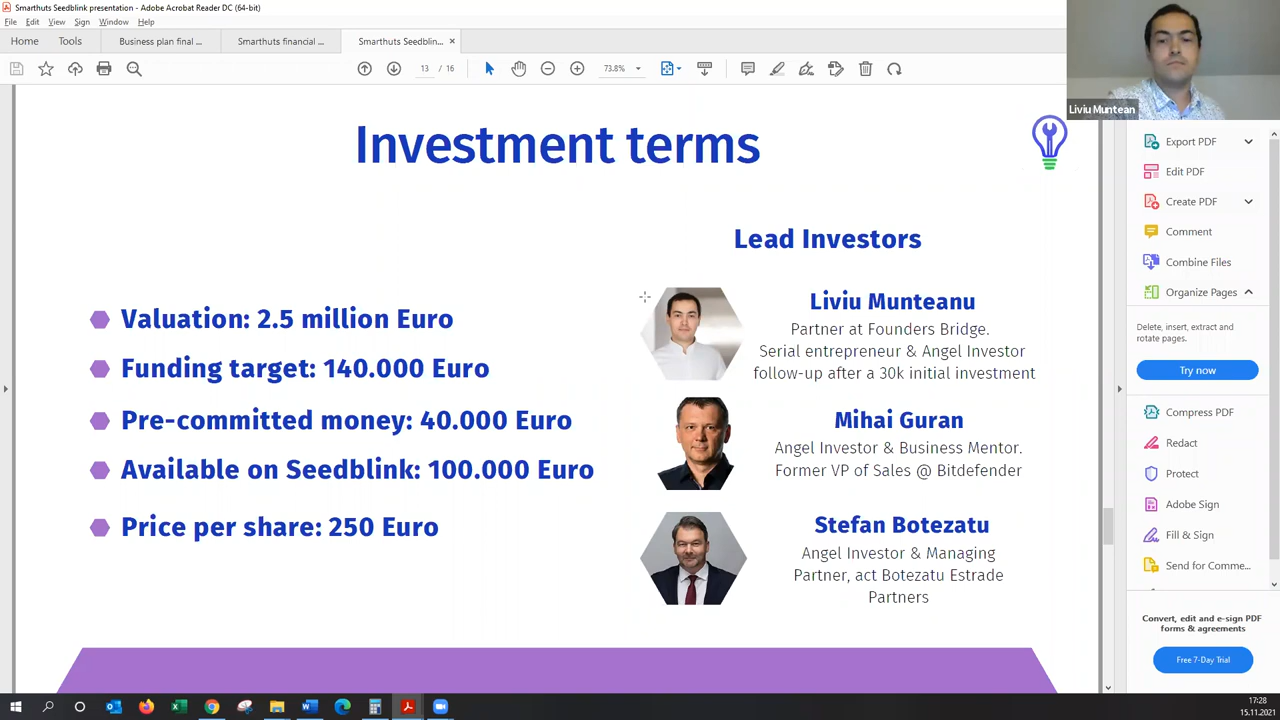 Smarthuts Seedblink presentation - Adobe Acrobat Reader DC (64-bit)
File Edit View Sign Window Help
Home Tools Business plan final ... Smarthuts financial ... Smarthuts Seedblin... ×
13 / 16 73.8%
Liviu Muntean
Investment terms
Lead Investors
Valuation: 2.5 million Euro
Funding target: 140.000 Euro
Pre-committed money: 40.000 Euro
Available on Seedblink: 100.000 Euro
Price per share: 250 Euro
Liviu Munteanu
Partner at Founders Bridge.
Serial entrepreneur & Angel Investor
follow-up after a 30k initial investment
Mihai Guran
Angel Investor & Business Mentor.
Former VP of Sales @ Bitdefender
Stefan Botezatu
Angel Investor & Managing
Partner, act Botezatu Estrade
Partners
Export PDF
Edit PDF
Create PDF
Comment
Combine Files
Organize Pages
Delete, insert, extract and
rotate pages.
Try now
Compress PDF
Redact
Protect
Adobe Sign
Fill & Sign
Send for Comme...
Convert, edit and e-sign PDF
forms & agreements
Free 7-Day Trial
17:28
15.11.2021